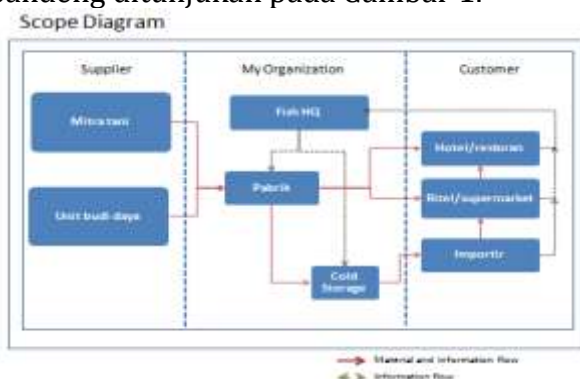 bandeng ditunjukan pada Gambar 1.
Scope Diagram
Supplier
My Organization
Customer
Mitra tani
Fish HQ
Hotel/restoran
Pabrik
Ritel/supermarket
Unit budi daya
Importir
Cold
Storage
Material and Information flow
Information flow